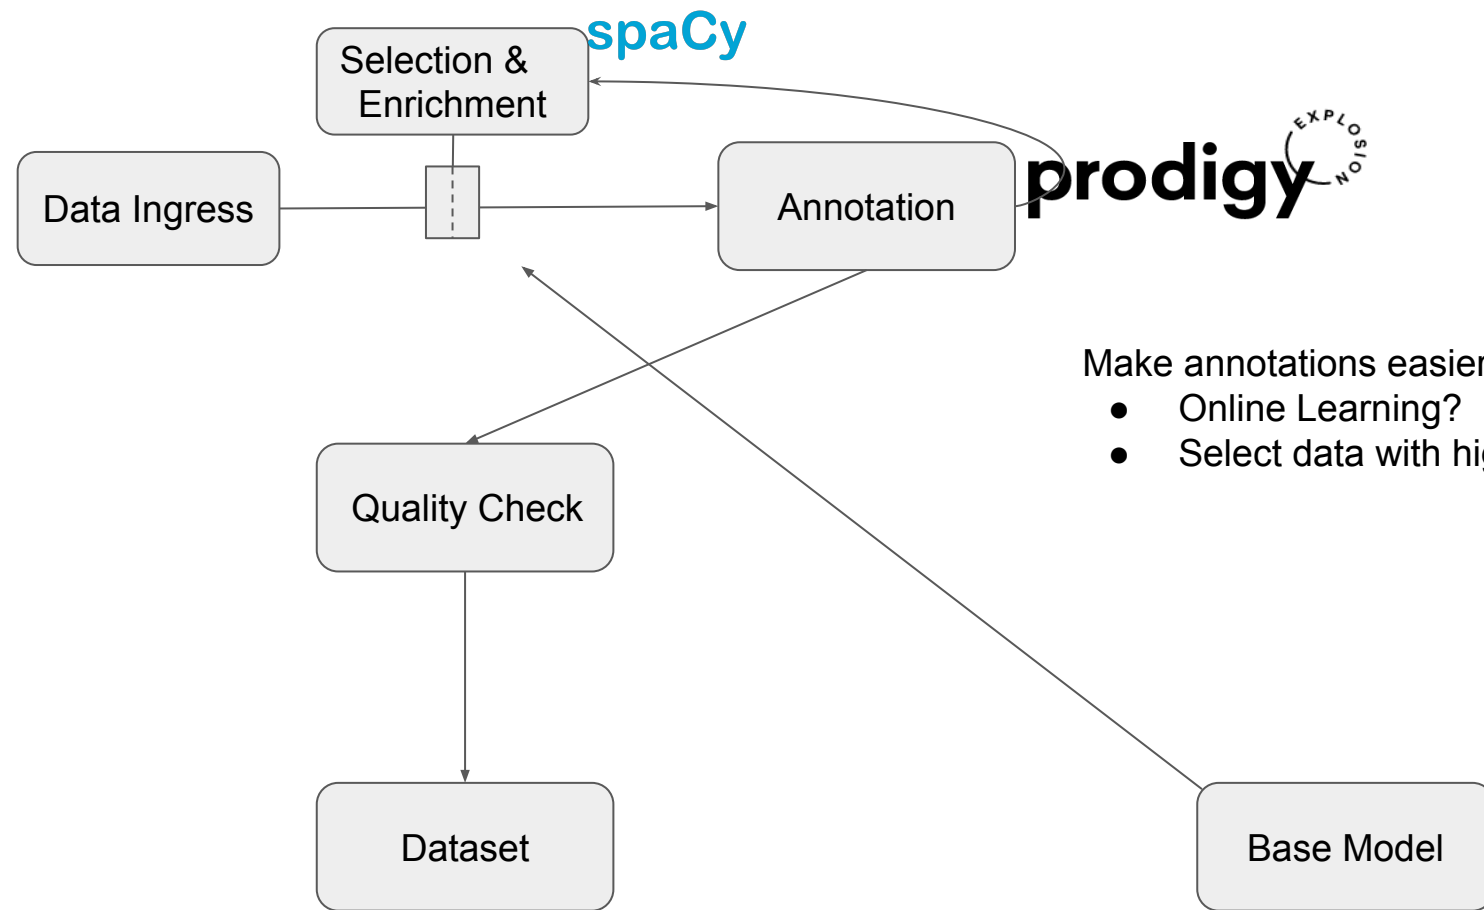 spaCy
Selection &
Enrichment
EXPLOSION
prodigy
Data Ingress
Annotation
Make annotations easier
Online Learning?
Select data with
Quality Check
Dataset
Base Model